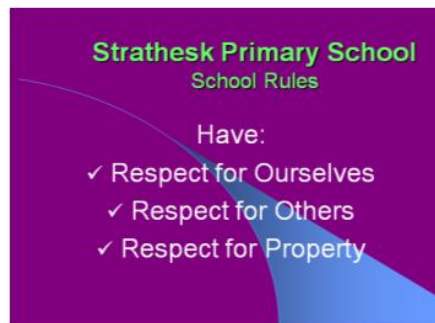 Strathesk Primary School
School Rules
Have:
✓ Respect for Ourselves
✓ Respect for Others
✓ Respect for Property